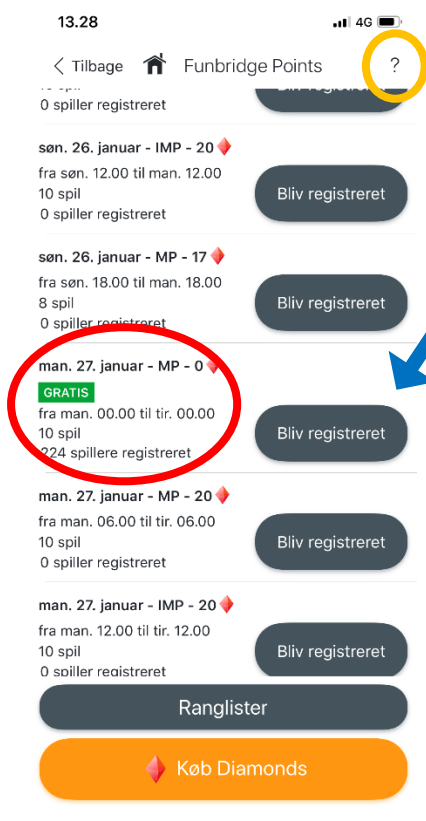 13.28
4G
Tilbage
Funbridge Points
?
0 spiller registreret
Bliv registreret
søn. 26. januar - IMP - 20
fra søn. 12.00 til man. 12.00
10 spil
0 spiller registreret
Bliv registreret
søn. 26. januar - MP - 17
fra søn. 18.00 til man. 18.00
8 spil
0 spiller registreret
Bliv registreret
man. 27. januar - MP - 0
GRATIS
fra man. 00.00 til tir. 00.00
10 spil
224 spillere registreret
Bliv registreret
man. 27. januar - MP - 20
fra man. 06.00 til tir. 06.00
10 spil
0 spiller registreret
Bliv registreret
man. 27. januar - IMP - 20
fra man. 12.00 til tir. 12.00
10 spil
0 spiller registreret
Bliv registreret
Ranglister
Køb Diamonds